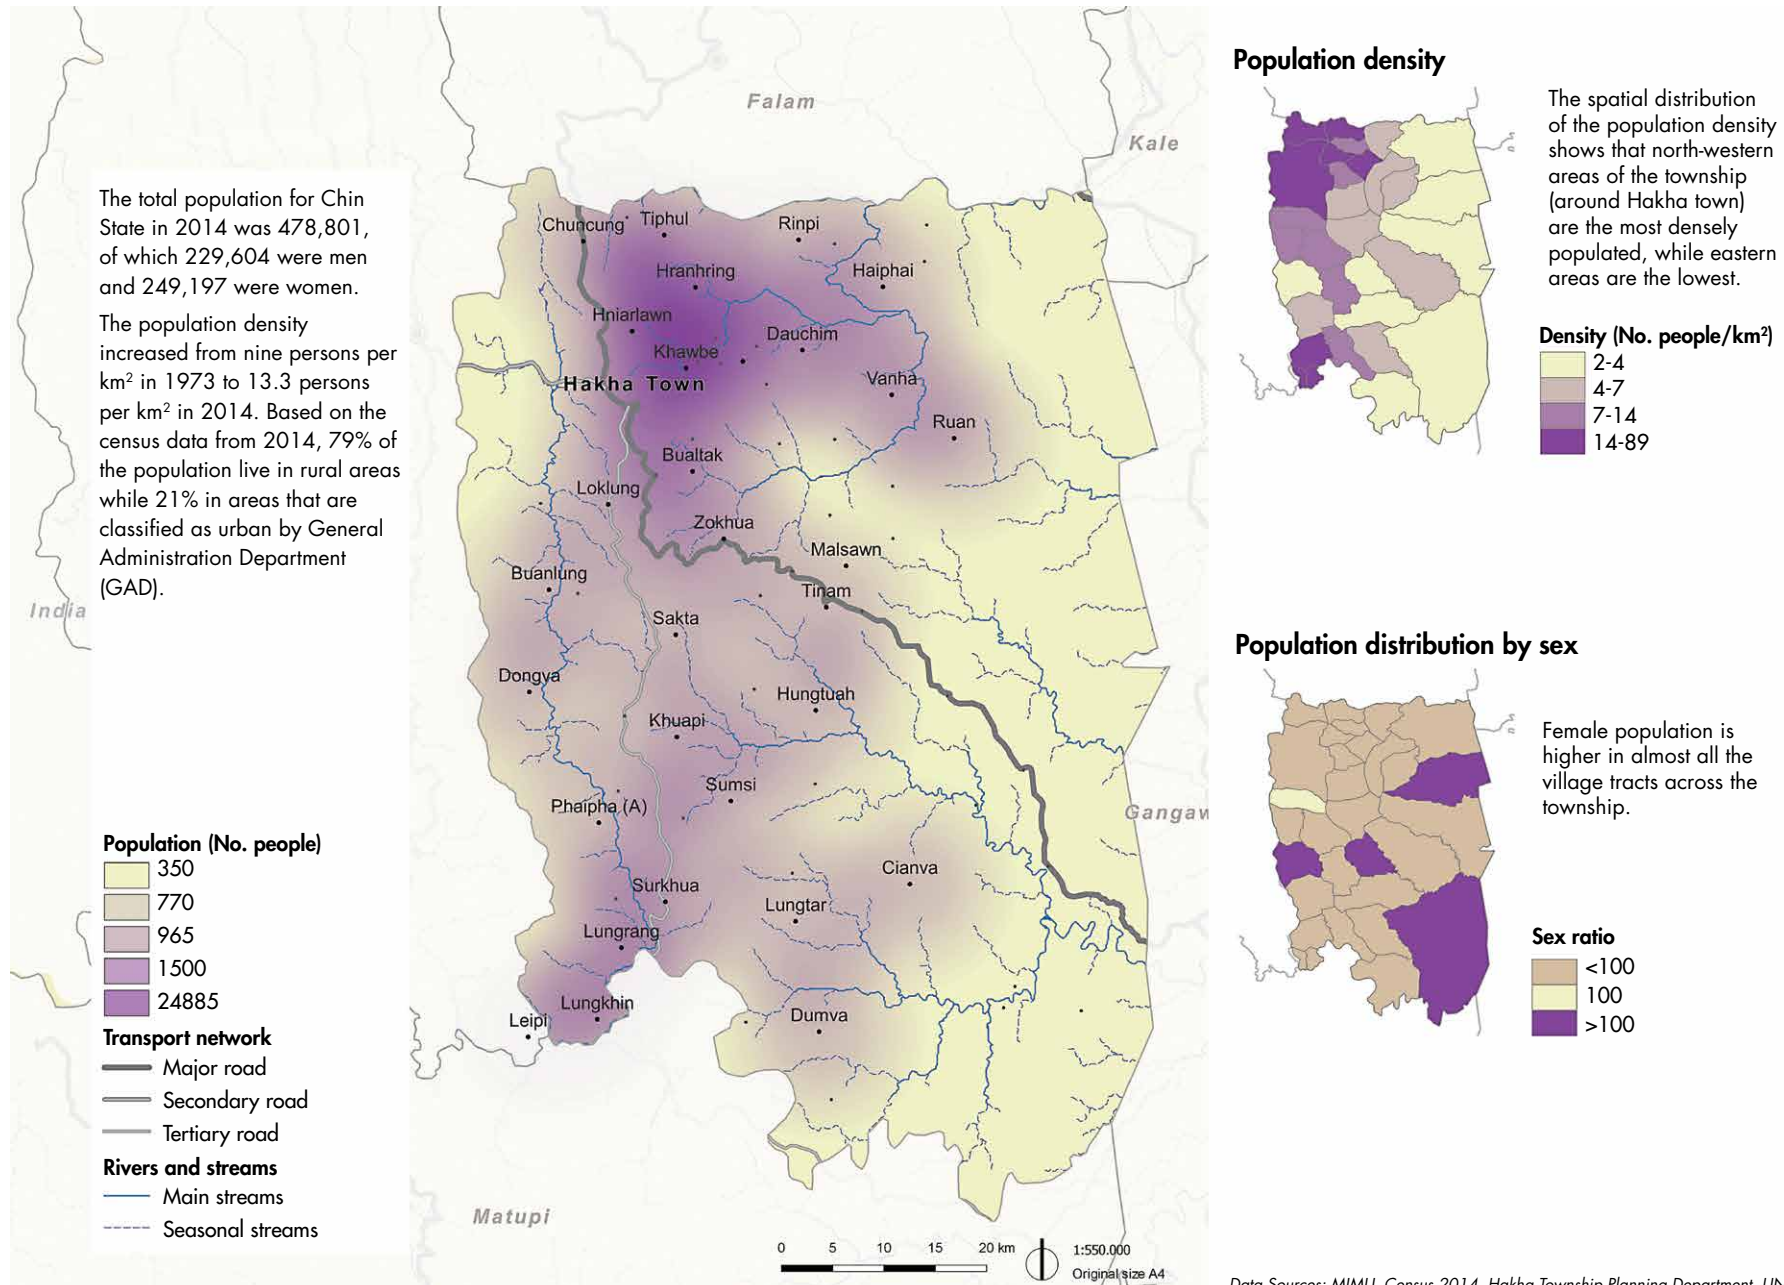 The total population for Chin
State in 2014 was 478,801,
of which 229,604 were men
and 249,197 were women.
The population density
increased from nine persons per
km² in 1973 to 13.3 persons
per km² in 2014. Based on the
census data from 2014, 79% of
the population live in rural areas
while 21% in areas that are
classified as urban by General
Administration Department
(GAD).
India
Population (No. people)
350
770
965
1500
24885
Transport network
Major road
Secondary road
Tertiary road
Rivers and streams
Main streams
Seasonal streams
Falam
Kale
Chuncung
Tiphul
Rinpi
Hranhring
Haiphai
Hniarlawn
Dauchim
Khawbe
Hakha Town
Vanha
Ruan
Bualtak
Loklung
Zokhua
Malsawn
Buanlung
Tinam
Sakta
Dongva
Hungtuah
Khuapi
Sumsi
Phaipha (A)
Gangaw
Cianva
Surkhua
Lungtar
Lungrang
Lungkhin
Leipi
Dumva
Matupi
0 5 10 15 20 km
1:550.000
Original size A4
Population density
The spatial distribution
of the population density
shows that north-western
areas of the township
(around Hakha town)
are the most densely
populated, while eastern
areas are the lowest.
Density (No. people/km²)
2-4
4-7
7-14
14-89
Population distribution by sex
Female population is
higher in almost all the
village tracts across the
township.
Sex ratio
<100
100
>100
Data Sources: MIMU, Census 2014, Hakha Township Planning Department, UN